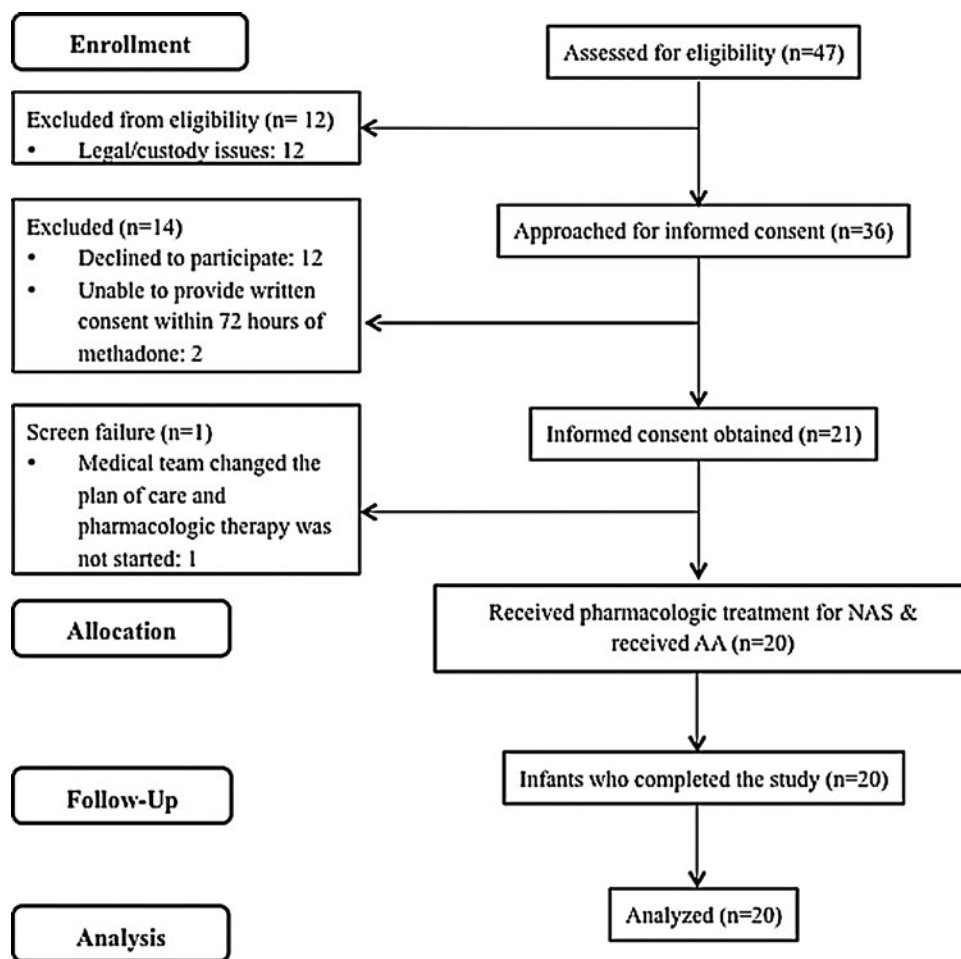 Enrollment
Assessed for eligibility (n=47)
Excluded from eligibility (n= 12)
• Legal/custody issues: 12
Approached for informed consent (n=36)
Excluded (n=14)
• Declined to participate: 12
• Unable to provide written
consent within 72 hours of
methadone: 2
Informed consent obtained (n=21)
Screen failure (n=1)
• Medical team changed the
plan of care and
pharmacologic therapy was
not started: 1
Allocation
Received pharmacologic treatment for NAS &
received AA (n=20)
Follow-Up
Infants who completed the study (n=20)
Analysis
Analyzed (n=20)